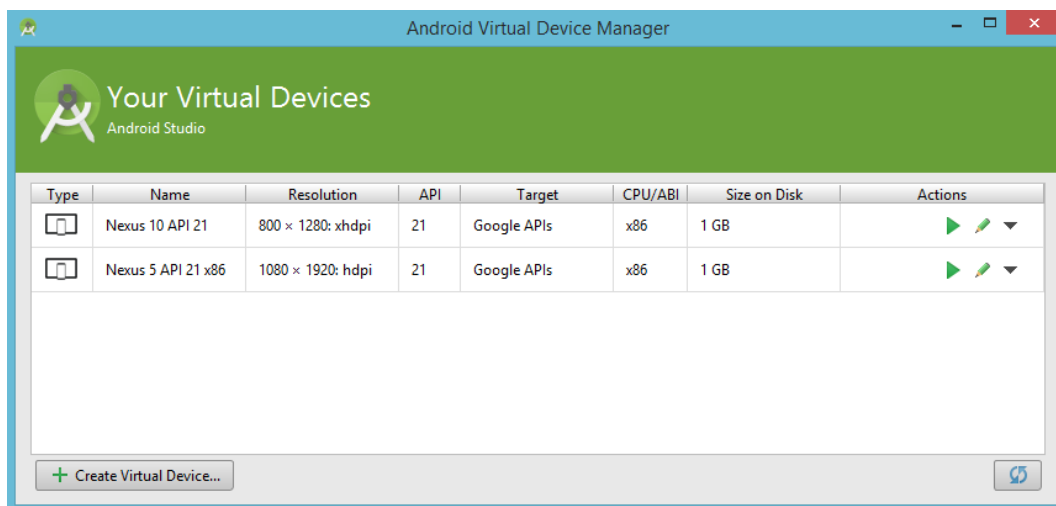 Android Virtual Device Manager
Your Virtual Devices
Android Studio
Type Name Resolution API Target CPU/ABI Size on Disk Actions
Nexus 10 API 21 800 × 1280: xhdpi 21 Google APIs x86 1 GB
Nexus 5 API 21 x86 1080 × 1920: hdpi 21 Google APIs x86 1 GB
Create Virtual Device...